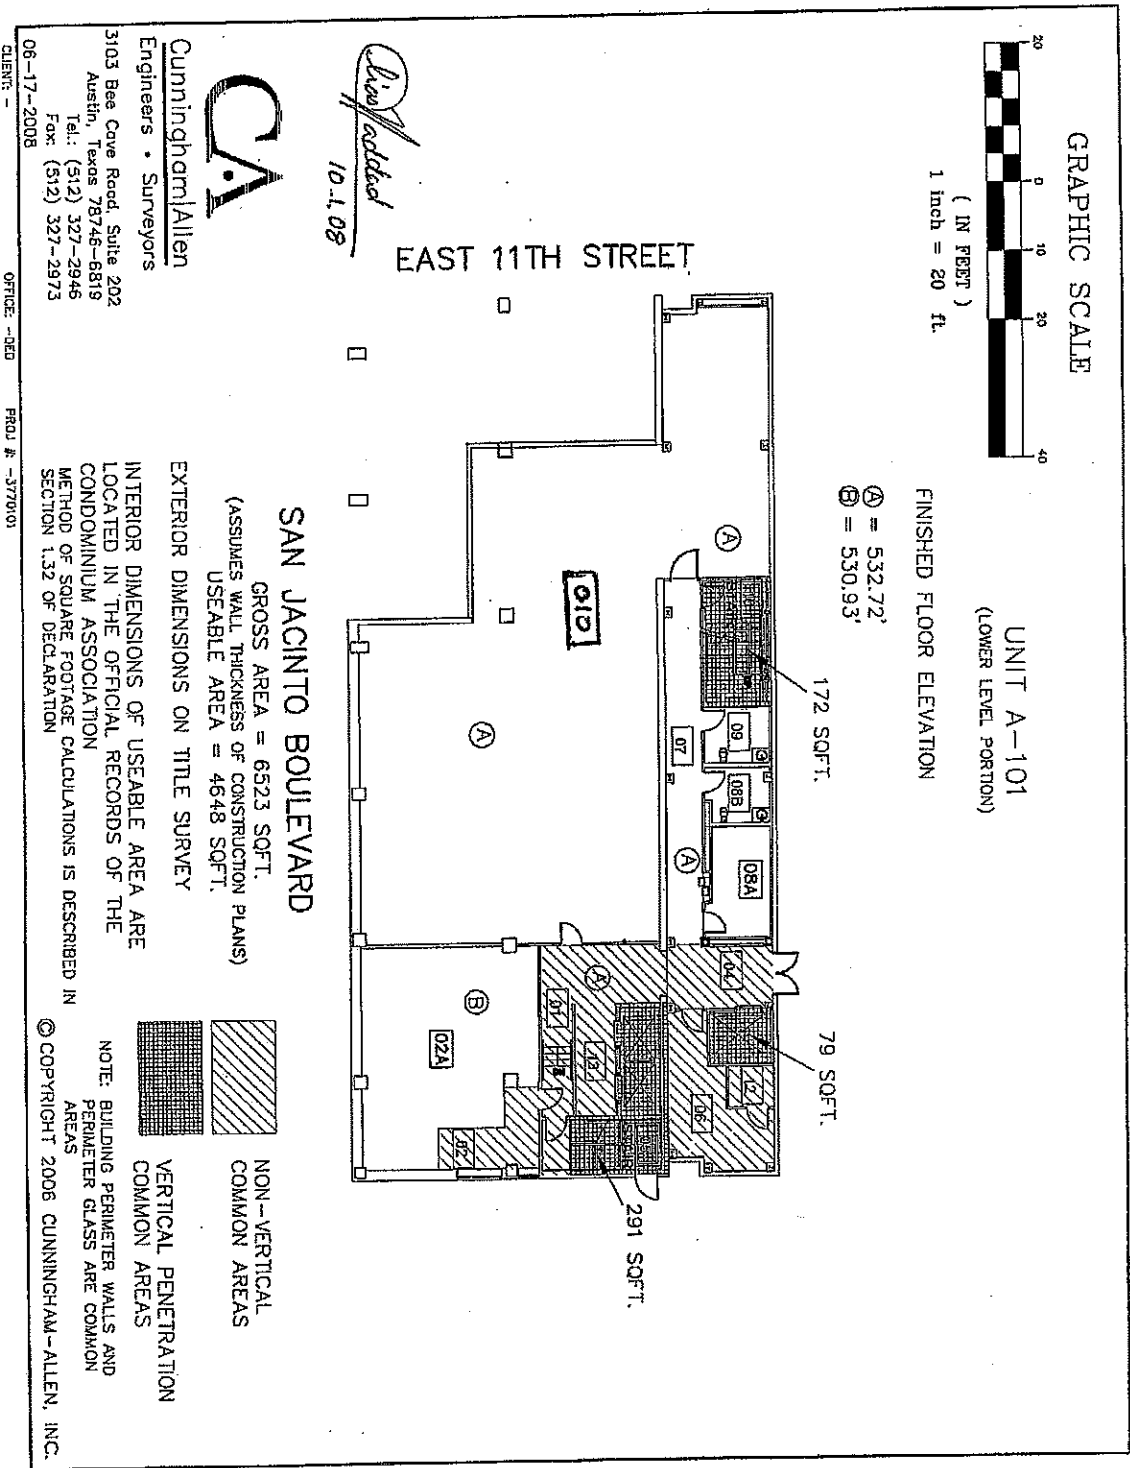 GRAPHIC SCALE
20 0 10 20 40
( IN FEET )
1 inch = 20 ft.
UNIT A-101
(LOWER LEVEL PORTION)
FINISHED FLOOR ELEVATION
Ⓐ = 532.72'
Ⓑ = 530.93'
172 SQFT.
79 SQFT.
291 SQFT.
EAST 11TH STREET
A
010
A
07
09
08B
08A
A
04
12
06
A
01
13
B
02A
02
SAN JACINTO BOULEVARD
GROSS AREA = 6523 SQFT.
(ASSUMES WALL THICKNESS OF CONSTRUCTION PLANS)
USEABLE AREA = 4648 SQFT.
EXTERIOR DIMENSIONS ON TITLE SURVEY
INTERIOR DIMENSIONS OF USEABLE AREA ARE
LOCATED IN THE OFFICIAL RECORDS OF THE
CONDOMINIUM ASSOCIATION
METHOD OF SQUARE FOOTAGE CALCULATIONS IS DESCRIBED IN
SECTION 1.32 OF DECLARATION
NON-VERTICAL
COMMON AREAS
VERTICAL PENETRATION
COMMON AREAS
NOTE: BUILDING PERIMETER WALLS AND
PERIMETER GLASS ARE COMMON
AREAS
© COPYRIGHT 2006 CUNNINGHAM-ALLEN, INC.
10-1-08
CA
Cunningham|Allen
Engineers • Surveyors
3103 Bee Cave Road, Suite 202
Austin, Texas 78746-6819
Tel.: (512) 327-2946
Fax: (512) 327-2973
06-17-2008
CLIENT: - OFFICE: -DED PROJ #: -3770101